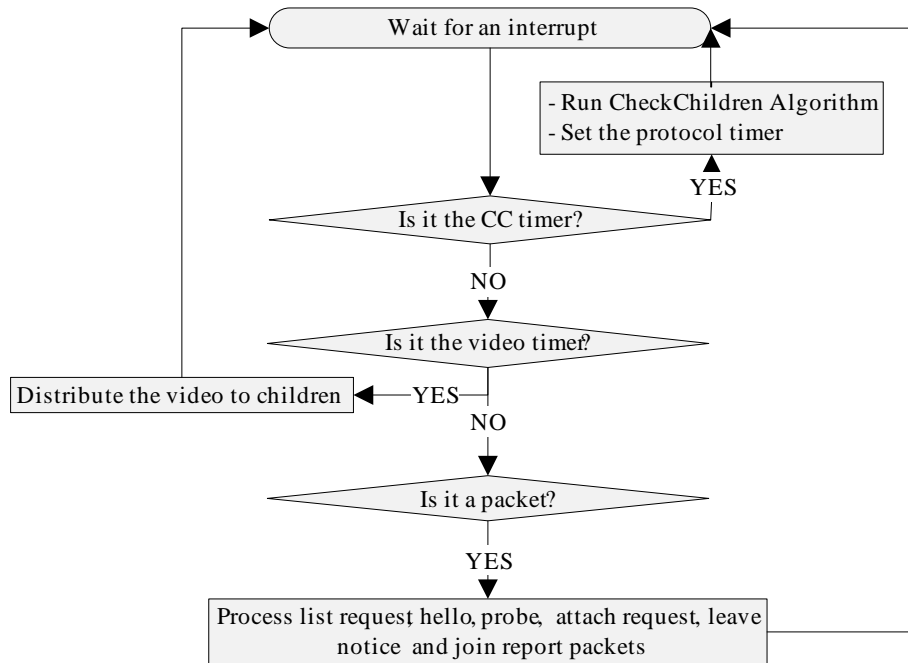 Wait for an interrupt
- Run CheckChildren Algorithm
- Set the protocol timer
YES
Is it the CC timer?
NO
Is it the video timer?
Distribute the video to children
YES
NO
Is it a packet?
YES
Process list request, hello, probe, attach request, leave
notice and join report packets